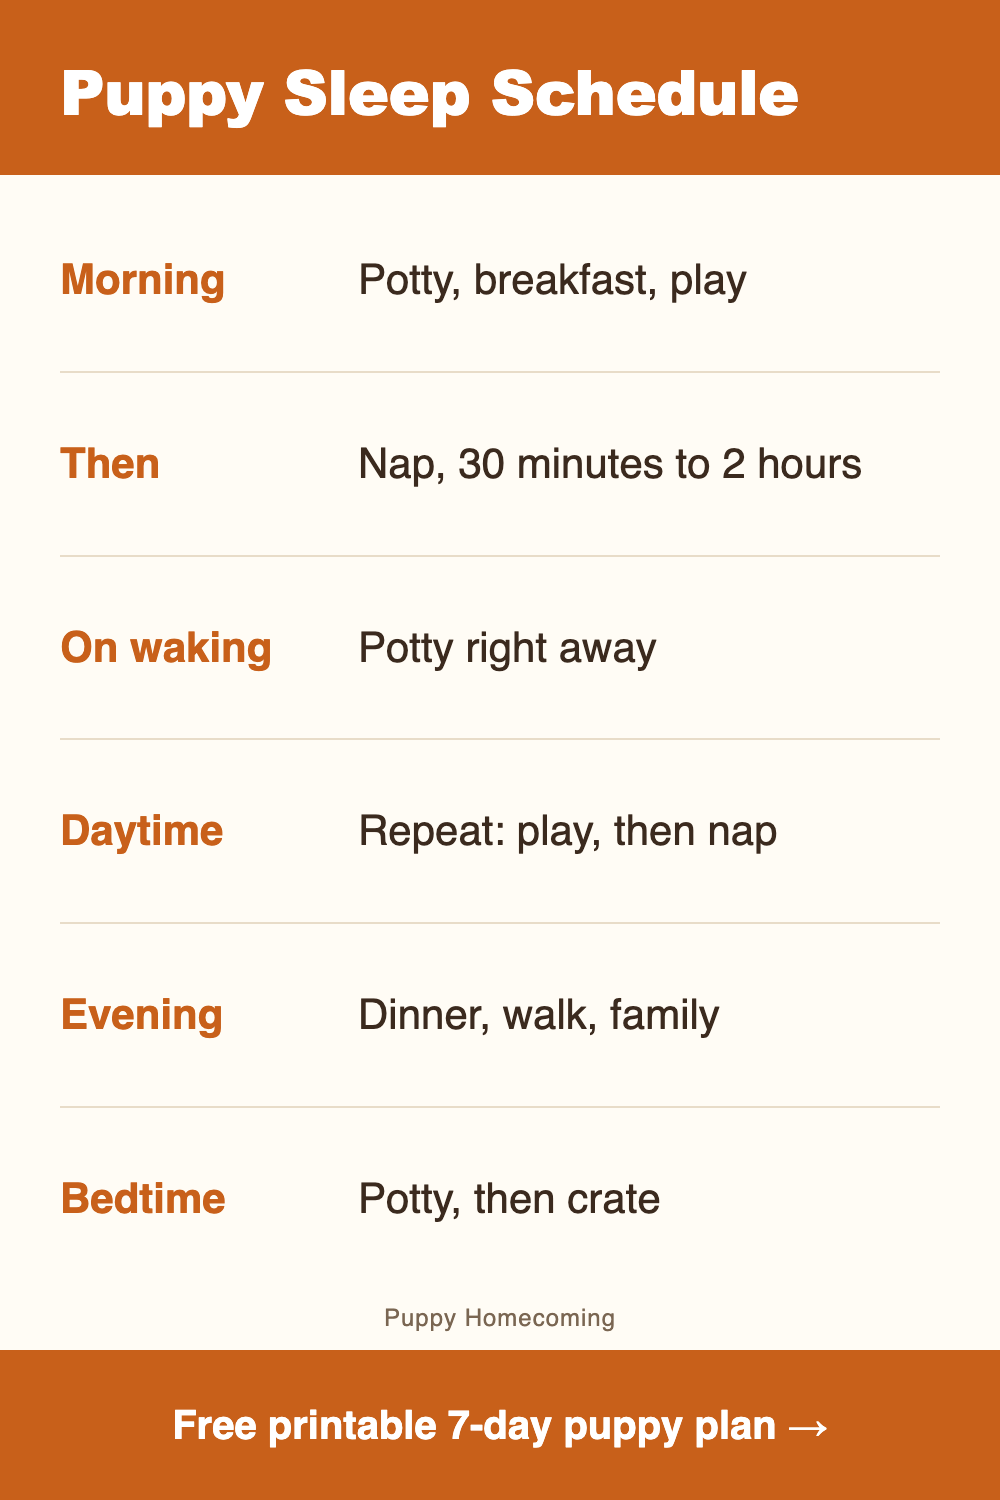 Puppy Sleep Schedule
Morning Potty, breakfast, play
Then Nap, 30 minutes to 2 hours
On waking Potty right away
Daytime Repeat: play, then nap
Evening Dinner, walk, family
Bedtime Potty, then crate
Puppy Homecoming
Free printable 7-day puppy plan →